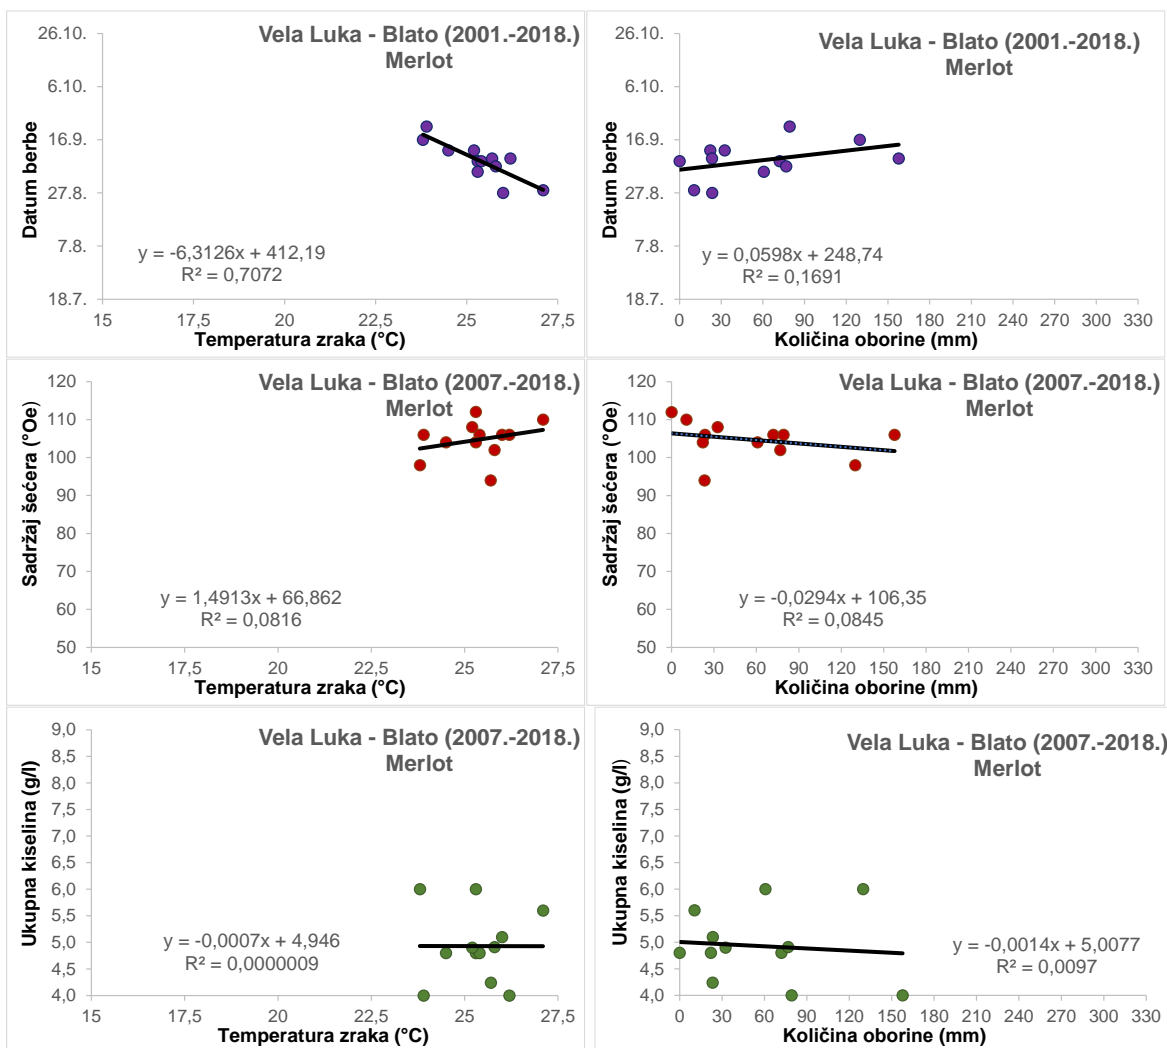 Vela Luka - Blato (2001.-2018.)
Merlot
Datum berbe
26.10.
6.10.
16.9.
27.8.
7.8.
18.7.
y = -6,3126x + 412,19
R² = 0,7072
15 17,5 20 22,5 25 27,5
Temperatura zraka (°C)
Vela Luka - Blato (2001.-2018.)
Merlot
Datum berbe
26.10.
6.10.
16.9.
27.8.
7.8.
18.7.
y = 0,0598x + 248,74
R² = 0,1691
0 30 60 90 120 150 180 210 240 270 300 330
Količina oborine (mm)
Vela Luka - Blato (2007.-2018.)
Merlot
Sadržaj šećera (°Oe)
120
110
100
90
80
70
60
50
y = 1,4913x + 66,862
R² = 0,0816
15 17,5 20 22,5 25 27,5
Temperatura zraka (°C)
Vela Luka - Blato (2007.-2018.)
Merlot
Sadržaj šećera (°Oe)
120
110
100
90
80
70
60
50
y = -0,0294x + 106,35
R² = 0,0845
0 30 60 90 120 150 180 210 240 270 300 330
Količina oborine (mm)
Vela Luka - Blato (2007.-2018.)
Merlot
Ukupna kiselina (g/l)
9,0
8,5
8,0
7,5
7,0
6,5
6,0
5,5
5,0
4,5
4,0
y = -0,0007x + 4,946
R² = 0,0000009
15 17,5 20 22,5 25 27,5
Temperatura zraka (°C)
Vela Luka - Blato (2007.-2018.)
Merlot
Ukupna kiselina (g/l)
9,0
8,5
8,0
7,5
7,0
6,5
6,0
5,5
5,0
4,5
4,0
y = -0,0014x + 5,0077
R² = 0,0097
0 30 60 90 120 150 180 210 240 270 300 330
Količina oborine (mm)